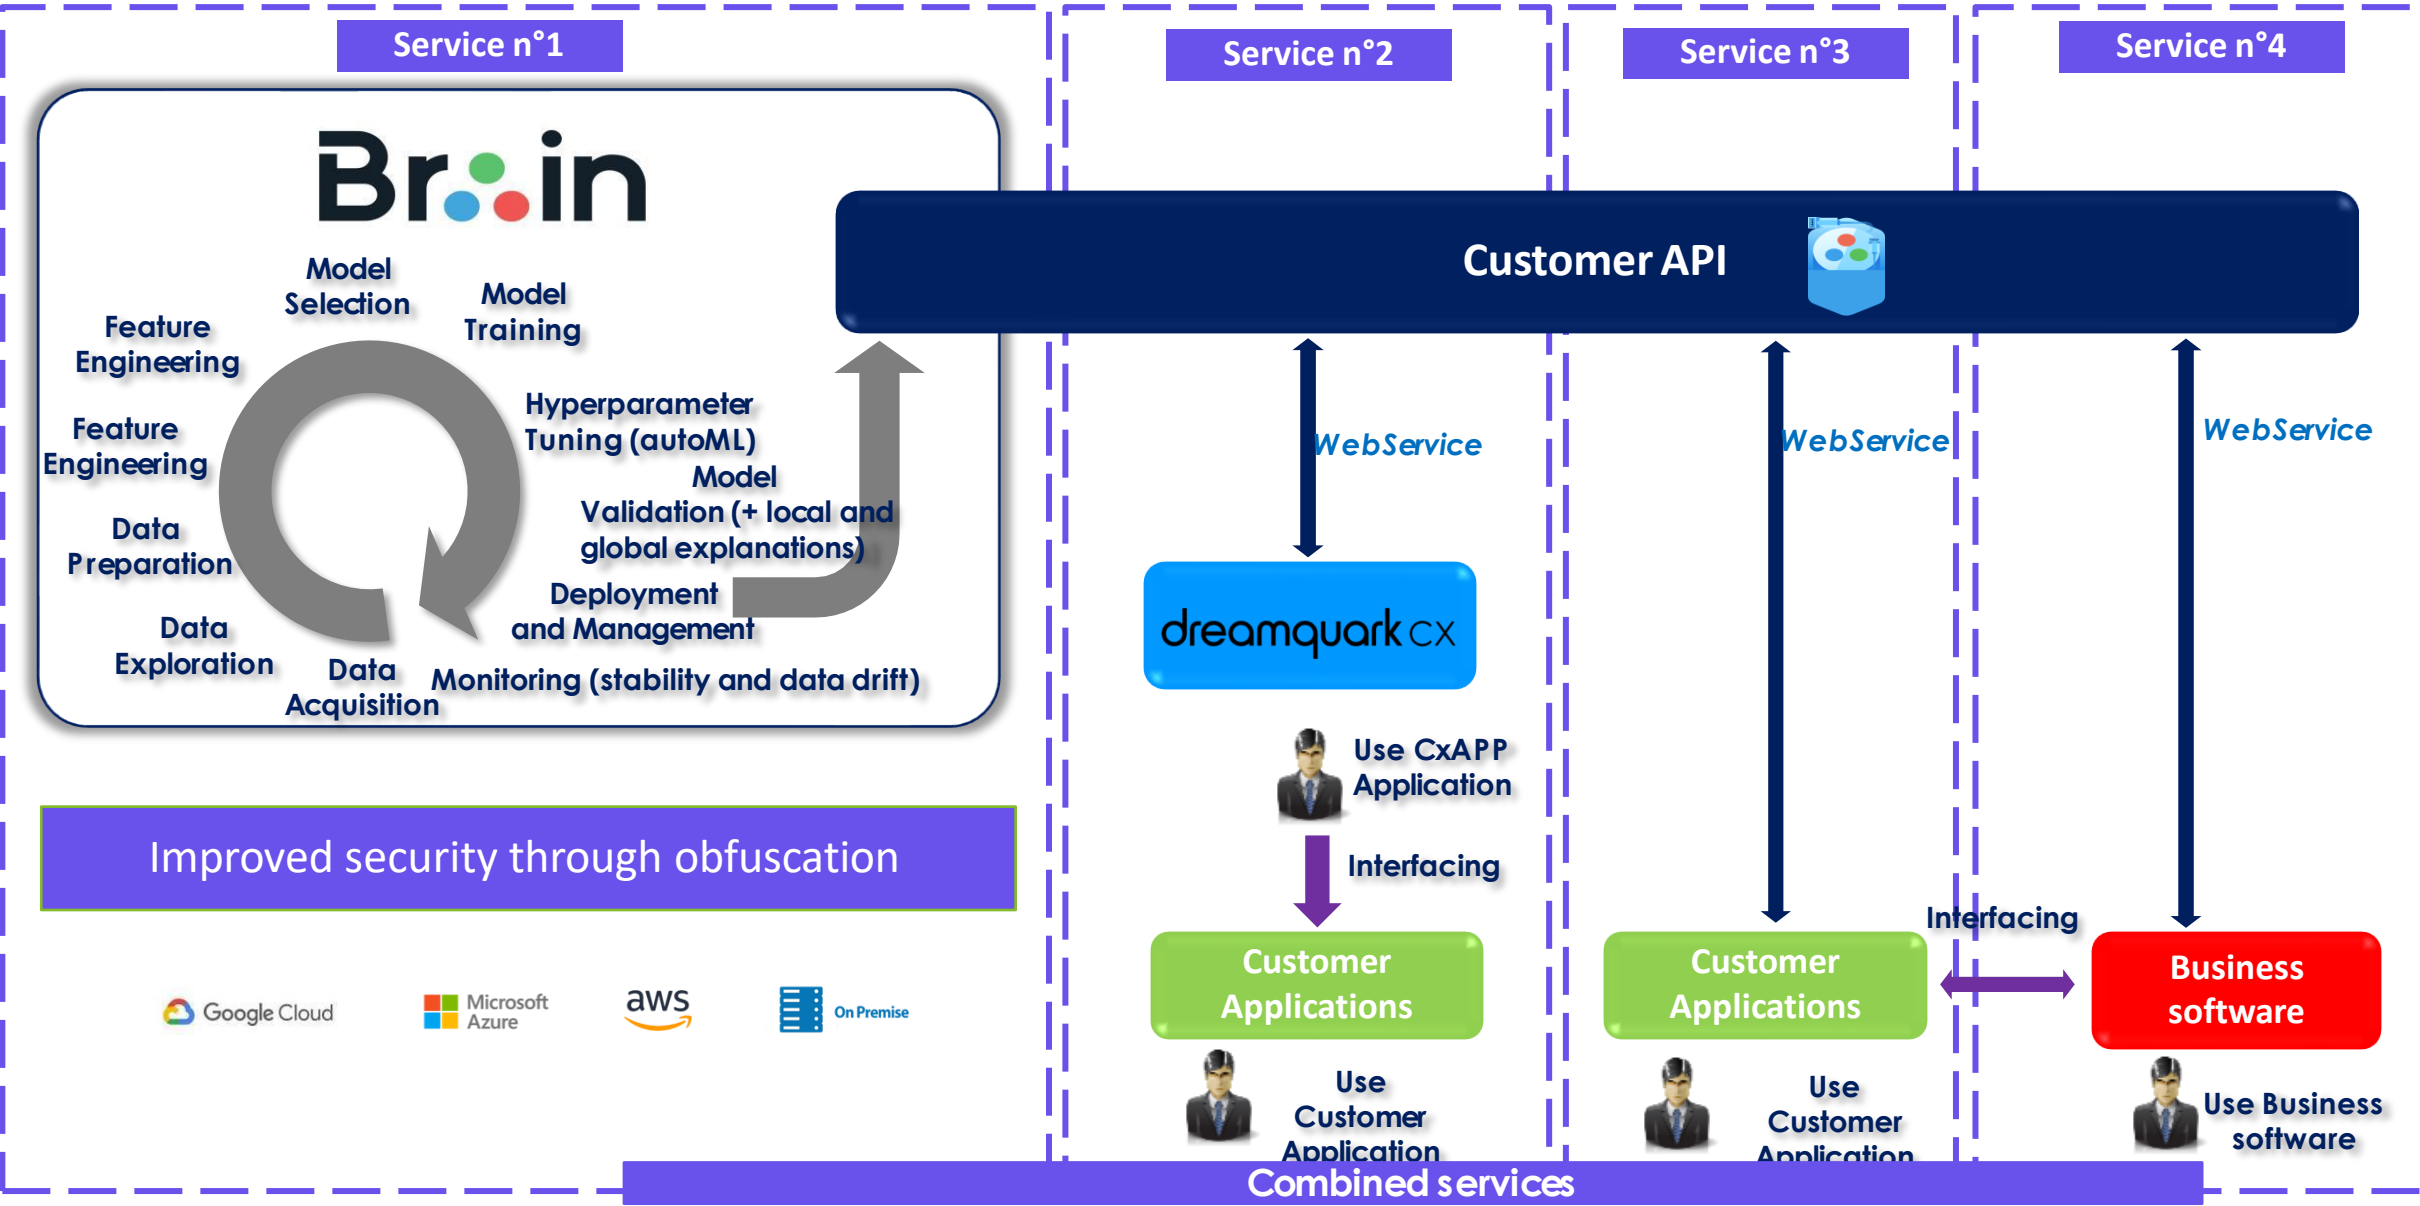 Service n°1
Service n°2
Service n°3
Service n°4
Brain
Customer API
Model
Selection
Model
Training
Feature
Engineering
Hyperparameter
Tuning (autoML)
Feature
Engineering
Model
Validation (+ local and
global explanations)
Data
Preparation
Deployment
and Management
Data
Exploration
Data
Acquisition
Monitoring (stability and data drift)
WebService
WebService
WebService
dreamquark cx
Use CxAPP
Application
Improved security through obfuscation
Interfacing
Interfacing
Customer
Applications
Customer
Applications
Business
software
Google Cloud
Microsoft
Azure
aws
On Premise
Use
Customer
Application
Use
Customer
Application
Use Business
software
Combined services